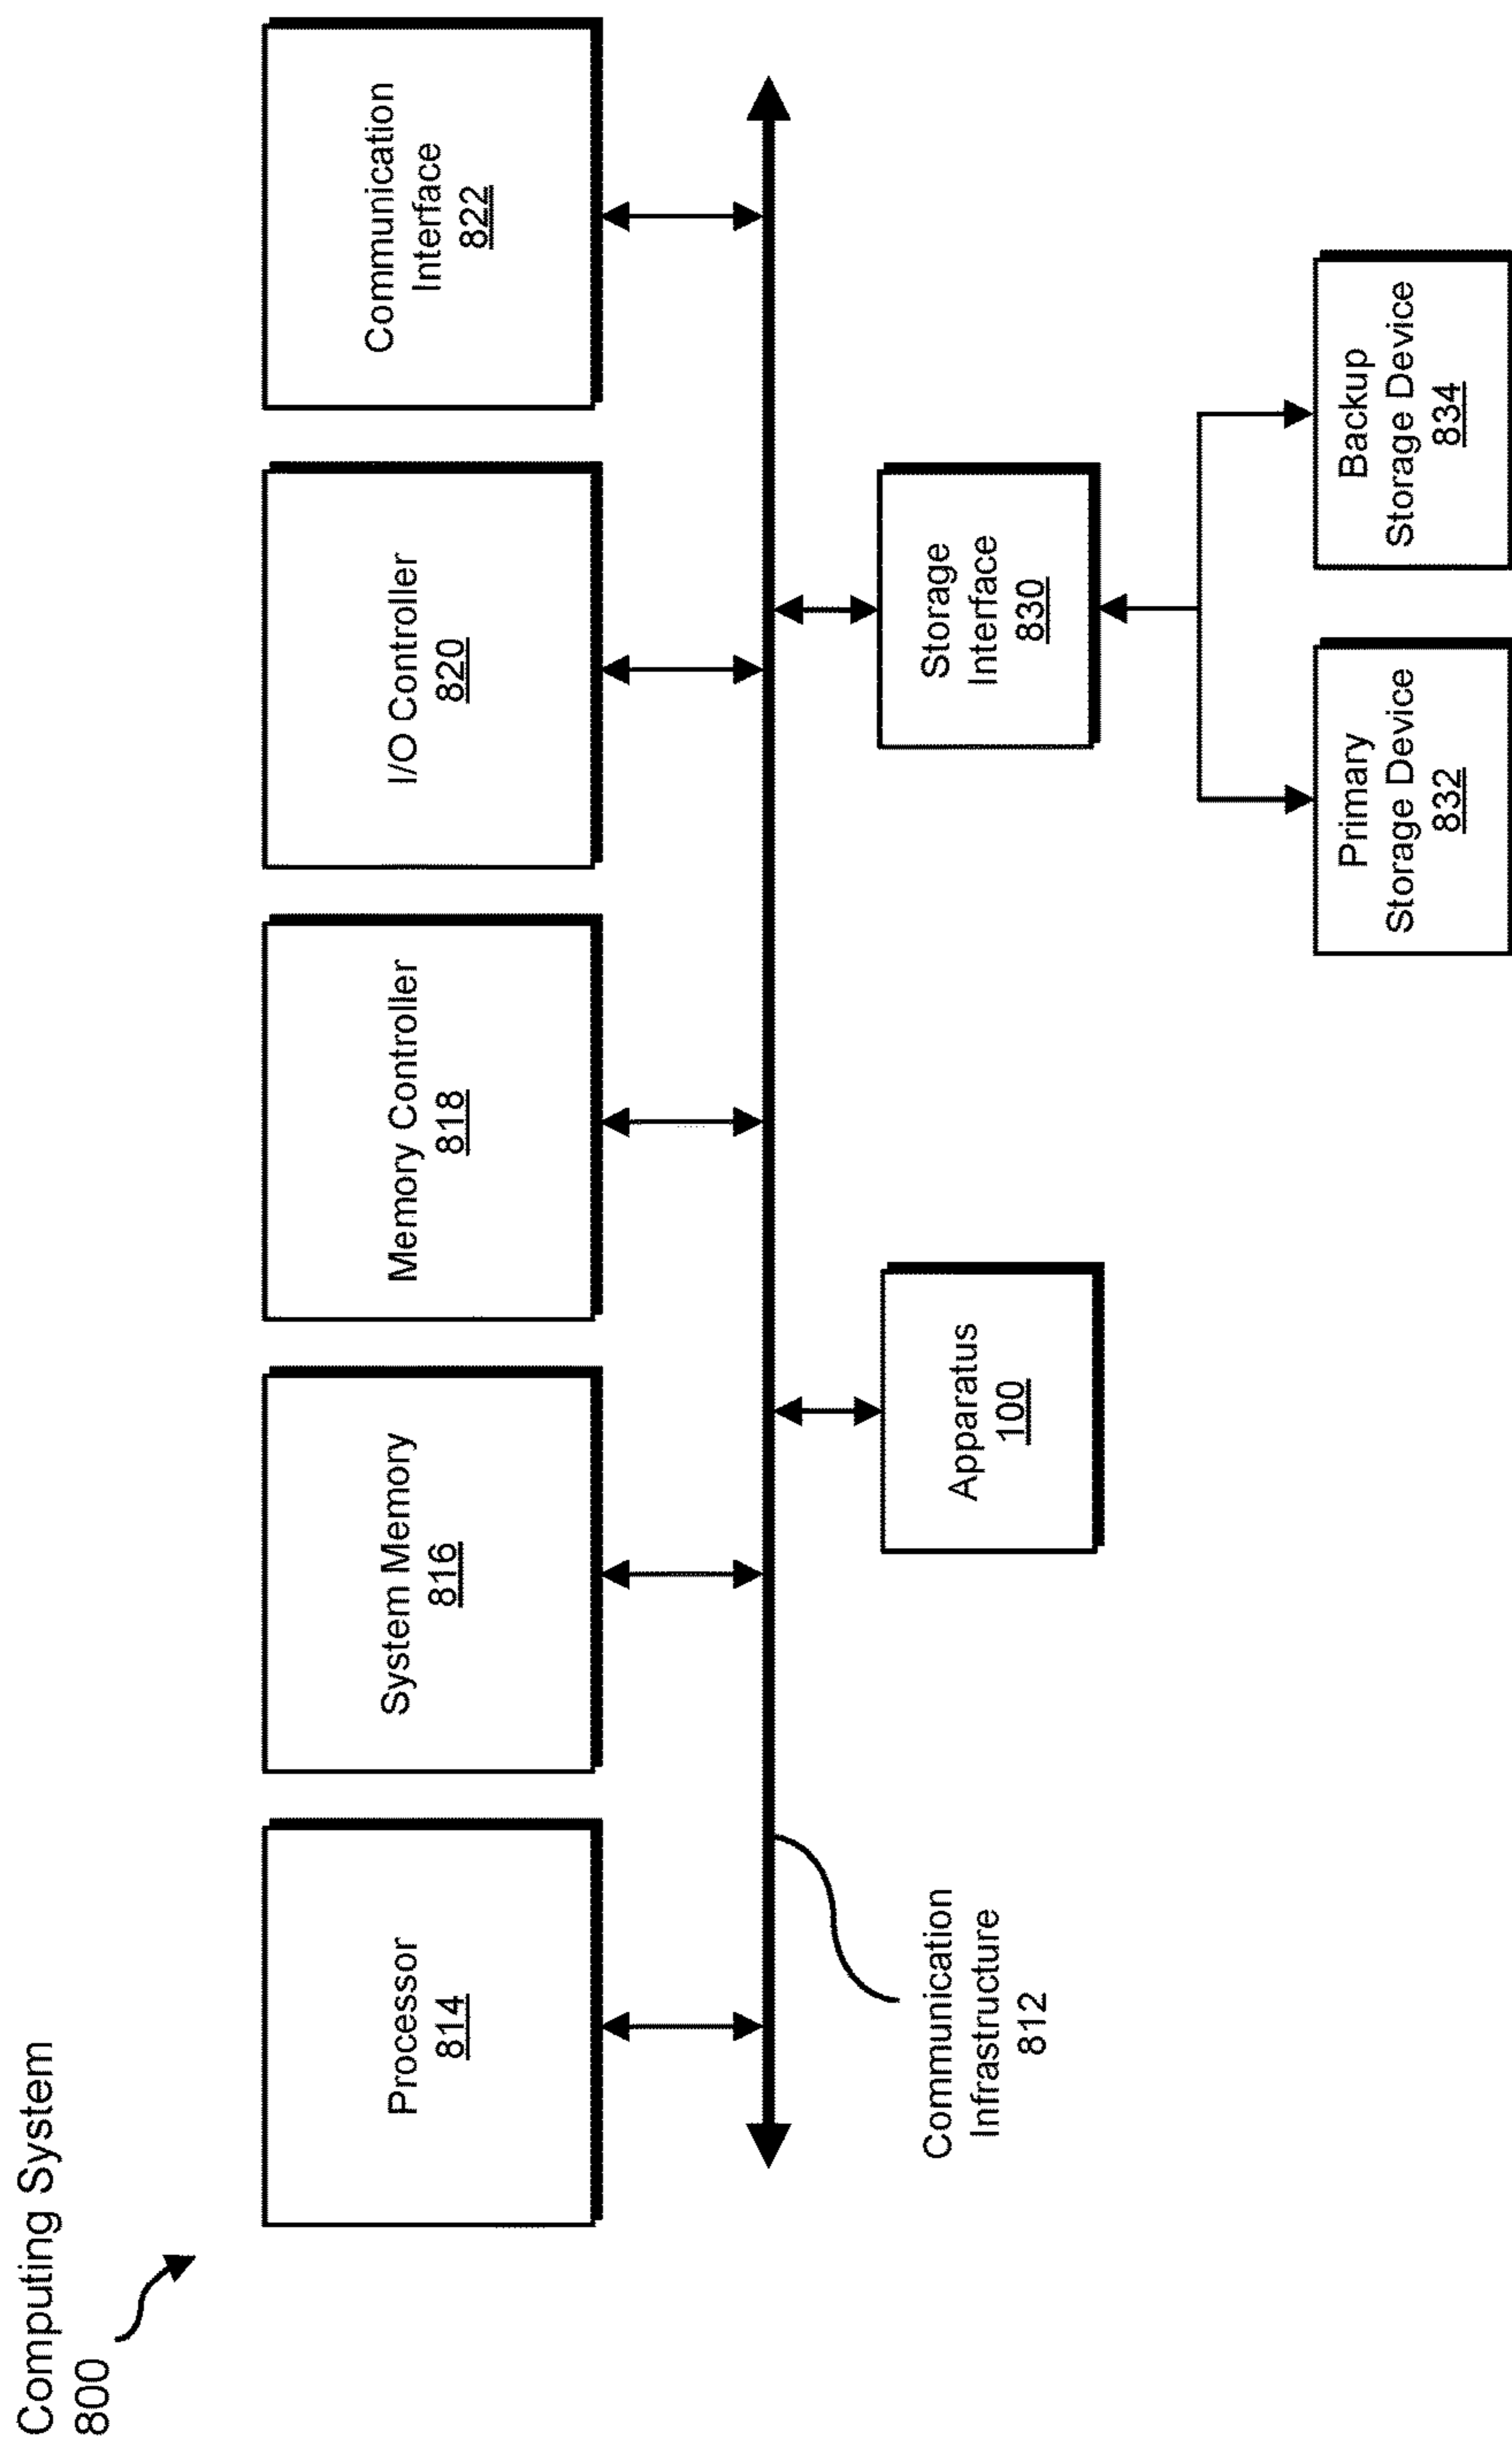 Computing System
800
Processor
814
System Memory
816
Memory Controller
818
I/O Controller
820
Communication
Interface
822
Communication
Infrastructure
812
Apparatus
100
Storage
Interface
830
Primary
Storage Device
832
Backup
Storage Device
834